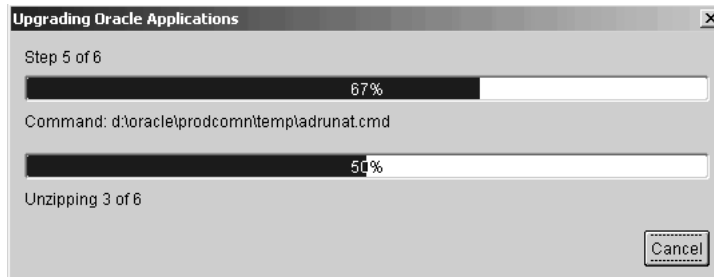 Upgrading Oracle Applications
Step 5 of 6
67%
Command: d:\oracle\prodcomn\temp\adrunat.cmd
50%
Unzipping 3 of 6
Cancel